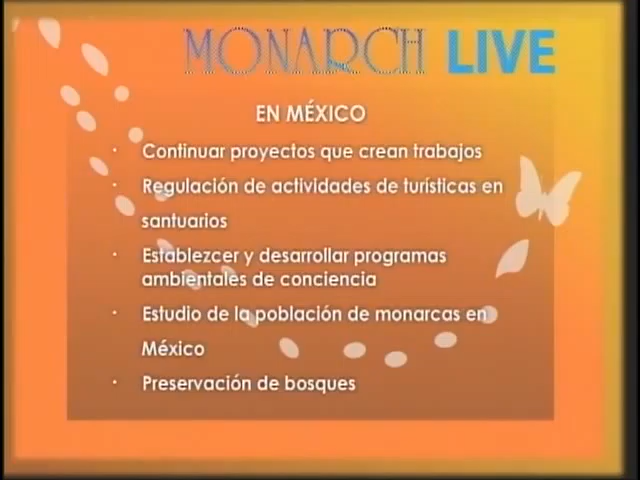 MONARCH LIVE
EN MÉXICO
· Continuar proyectos que crean trabajos
· Regulación de actividades de turísticas en
santuarios
· Establezcer y desarrollar programas
ambientales de conciencia
· Estudio de la población de monarcas en
México
· Preservación de bosques